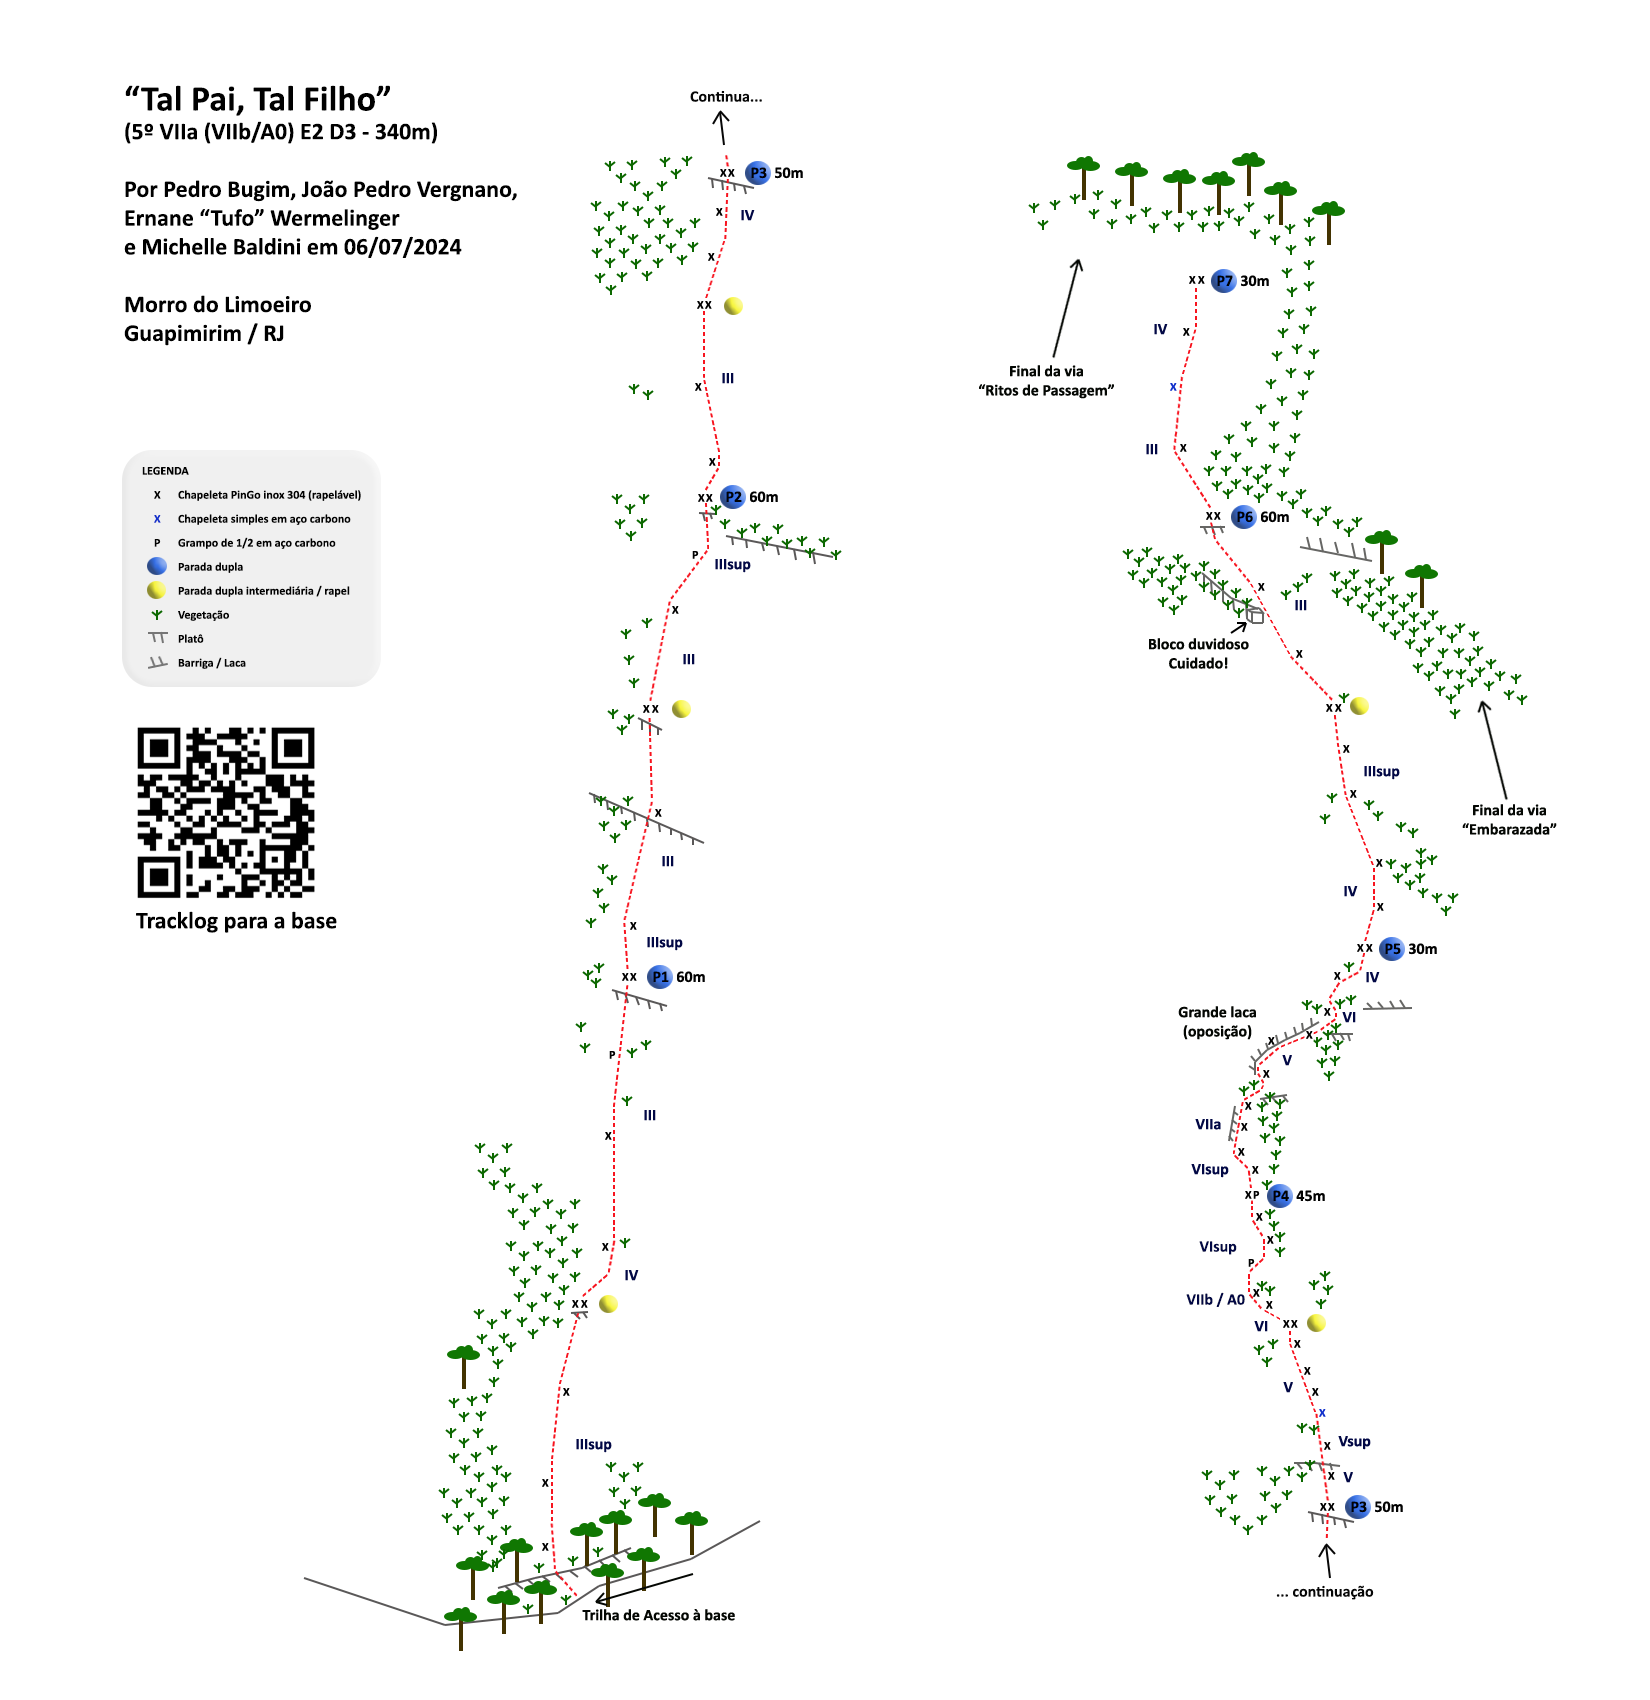 “Tal Pai, Tal Filho”
(5º VIIa (VIIb/A0) E2 D3 - 340m)
Por Pedro Bugim, João Pedro Vergnano,
Ernane “Tufo” Wermelinger
e Michelle Baldini em 06/07/2024
Morro do Limoeiro
Guapimirim / RJ
LEGENDA
x Chapeleta PinGo inox 304 (rapelável)
x Chapeleta simples em aço carbono
P Grampo de 1/2 em aço carbono
Parada dupla
Parada dupla intermediária / rapel
Vegetação
Platô
Barriga / Laca
Tracklog para a base
Continua...
xx P3 50m
x IV
x
xx
III
x
x
xx P2 60m
P
IIIsup
x
III
xx
x
III
x
IIIsup
xx P1 60m
P
III
x
x
IV
xx
x
IIIsup
x
x
Trilha de Acesso à base
xx P7 30m
IV x
Final da via
“Ritos de Passagem”
x
III x
xx P6 60m
x
III
Bloco duvidoso
Cuidado!
x
xx
x
IIIsup
x
Final da via
“Embarazada”
x
IV
x
xx P5 30m
x IV
Grande laca
(oposição)
x VI
x
x
V
x
x
VIIa x
x
VIsup x
xP P4 45m
x
VIsup x
P
VIIb / A0 x
x
VI xx
x
x
V x
x
x Vsup
x V
xx P3 50m
... continuação